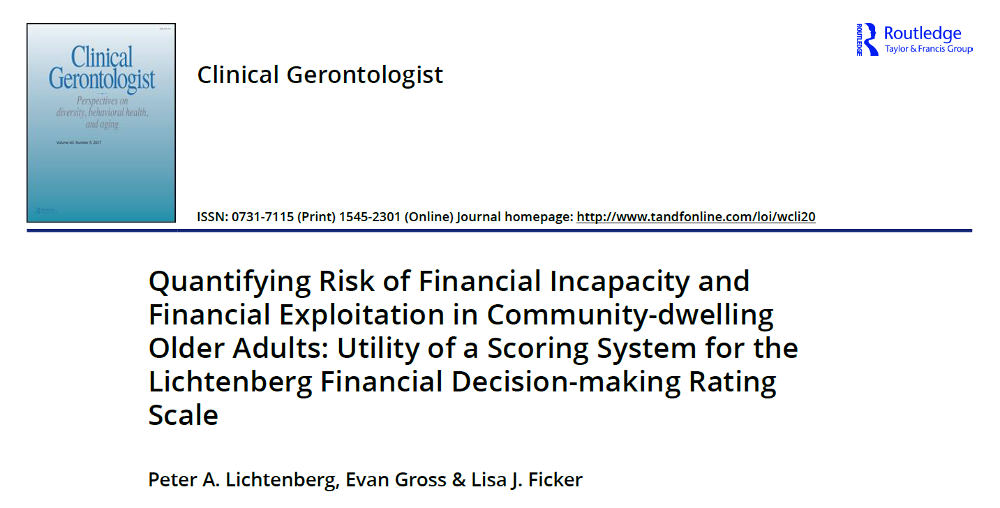 Clinical
Gerontologist
Perspectives on
diversity, behavioral health,
and aging
Volume 40, Number 5, 2017
ROUTLEDGE
Routledge
Taylor & Francis Group
Clinical Gerontologist
ISSN: 0731-7115 (Print) 1545-2301 (Online) Journal homepage: http://www.tandfonline.com/loi/wcli20
Quantifying Risk of Financial Incapacity and
Financial Exploitation in Community-dwelling
Older Adults: Utility of a Scoring System for the
Lichtenberg Financial Decision-making Rating
Scale
Peter A. Lichtenberg, Evan Gross & Lisa J. Ficker